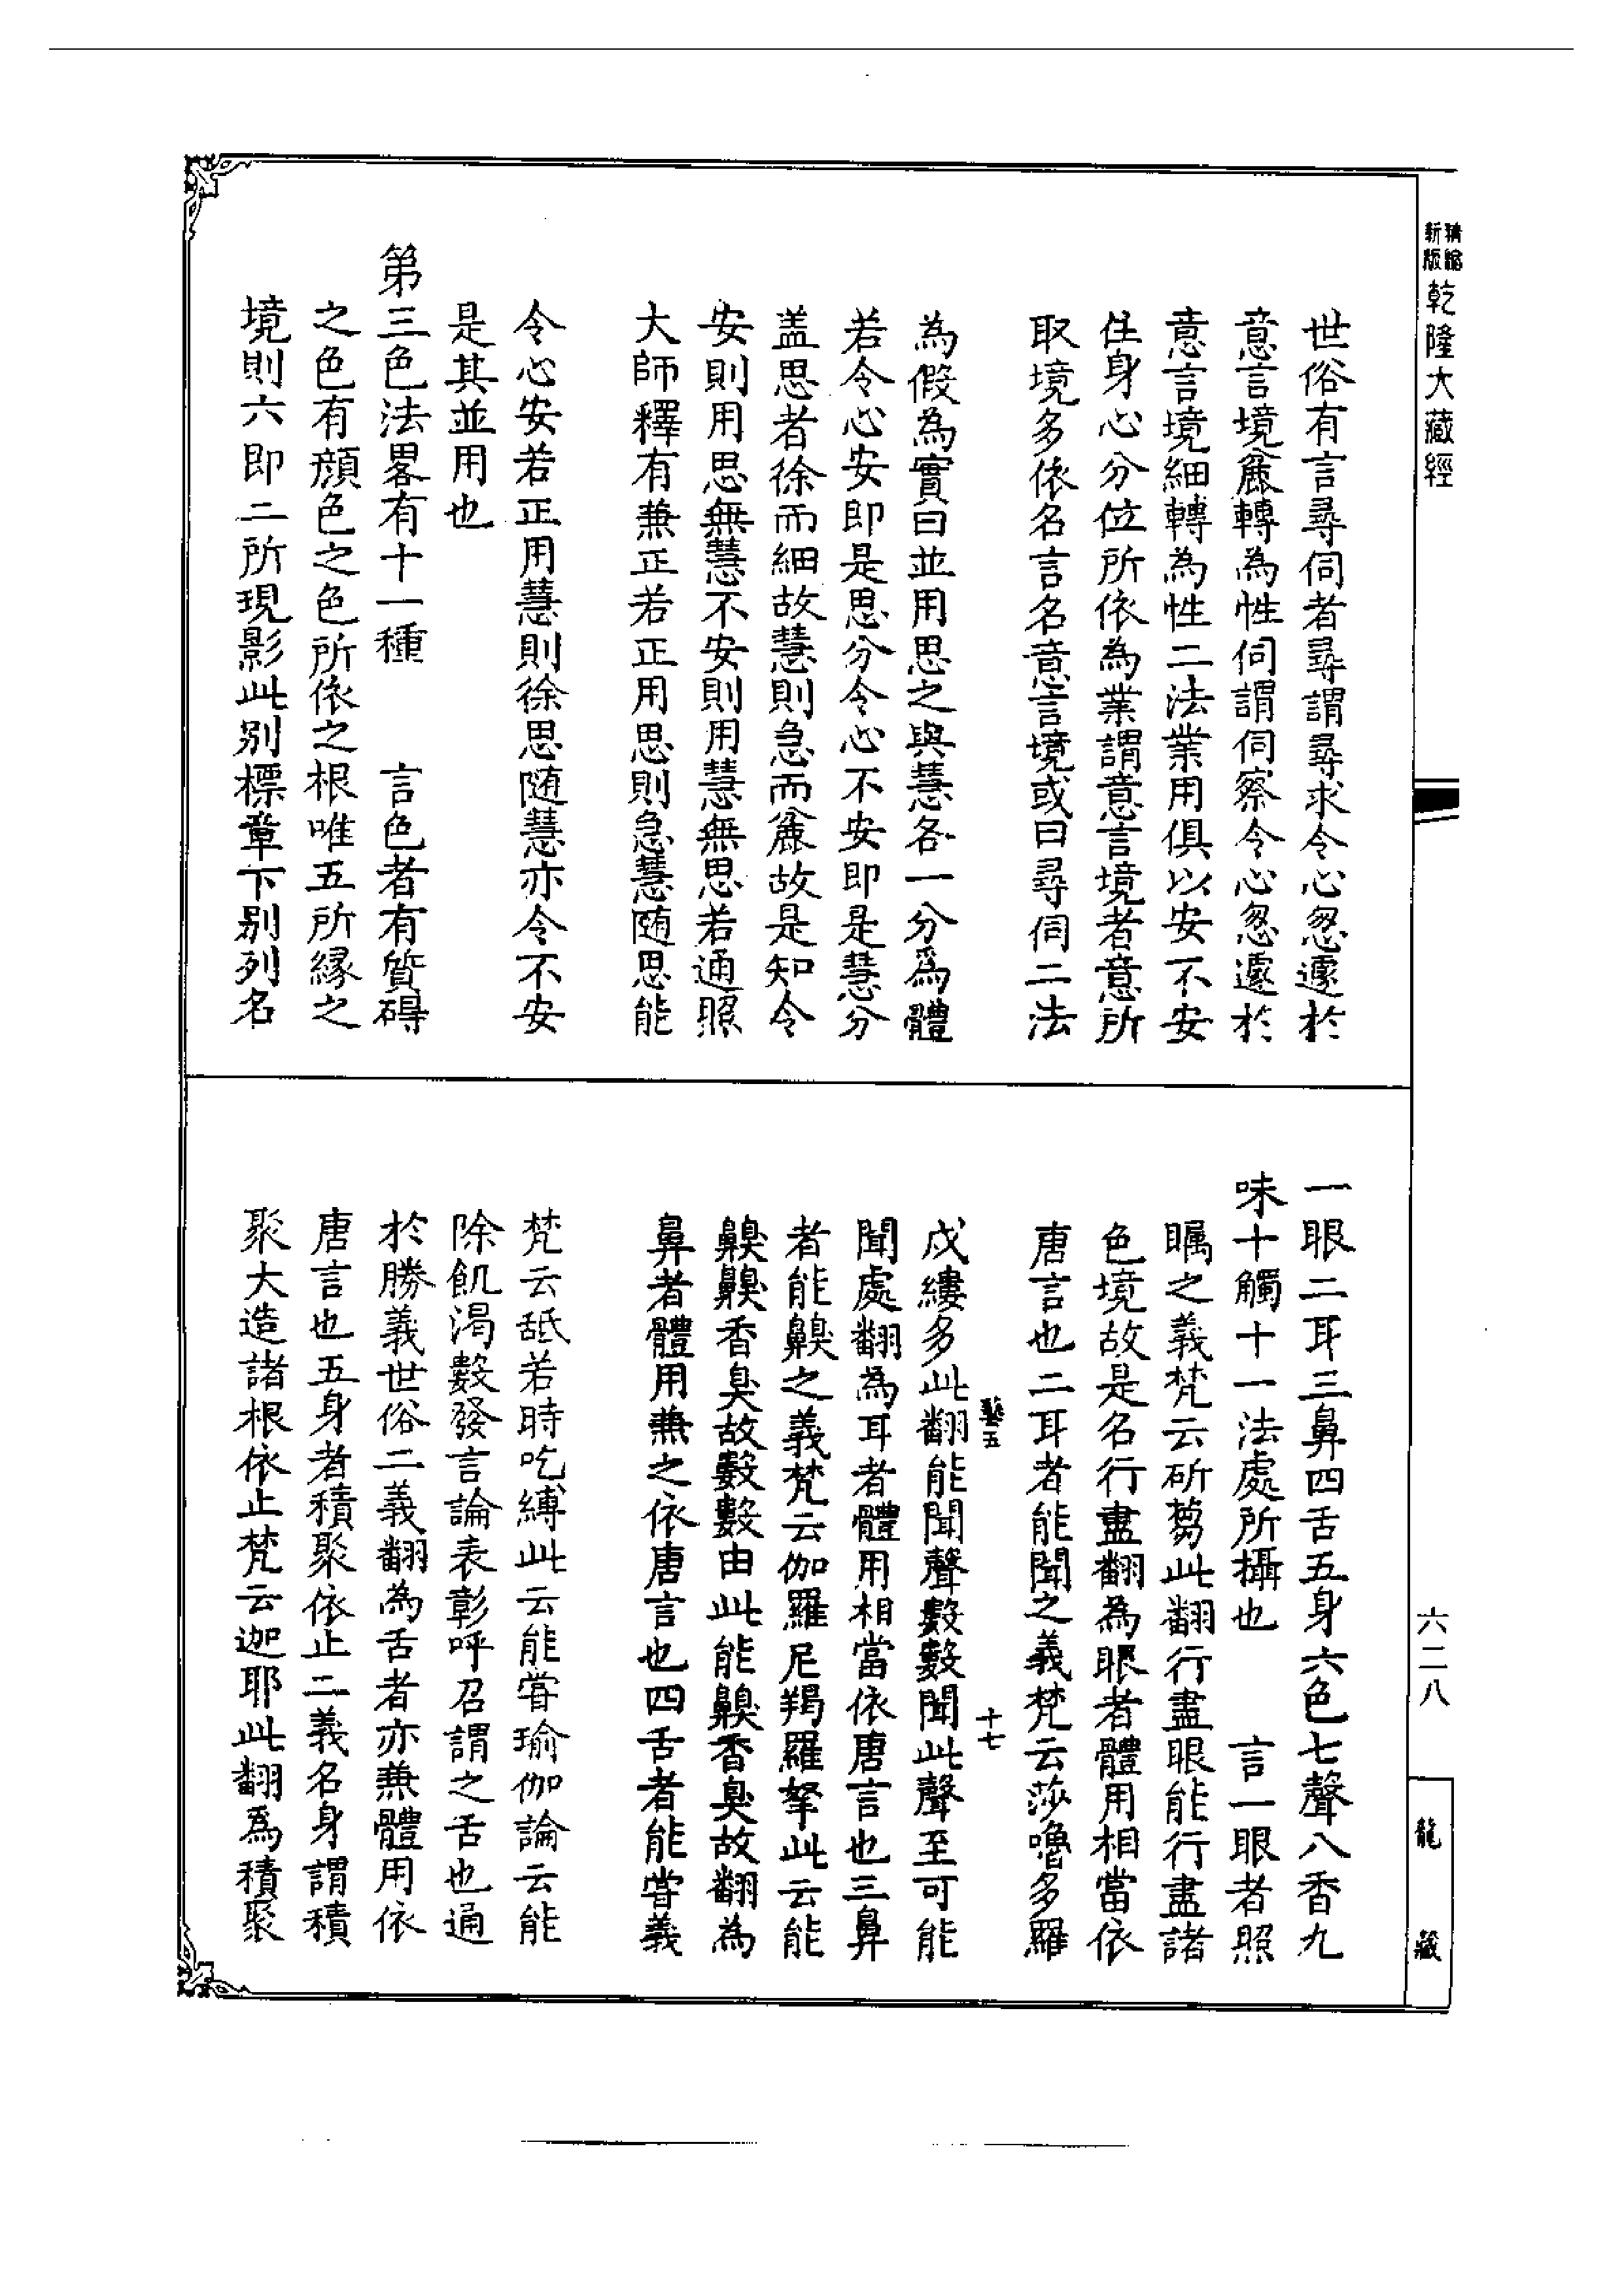 精縮
新版
乾隆大藏經
世俗有言尋伺者尋謂尋求令心怱遽於
意言境麄轉為性伺謂伺察令心怱遽於
意言境細轉為性二法業用俱以安不安
住身心分位所依為業謂意言境者意所
取境多依名言名意言境或曰尋伺二法
為假為實曰並用思之與慧各一分爲體
若令心安即是思分令心不安即是慧分
盖思者徐而細故慧則急而麄故是知令
安則用思無慧不安則用慧無思若通照
大師釋有兼正若正用思則急慧随思能
令心安若正用慧則徐思随慧亦令不安
是其並用也
第三色法畧有十一種　言色者有質碍
之色有顏色之色所依之根唯五所縁之
境則六即二所現影此別標章下别列名
一眼二耳三鼻四舌五身六色七聲八香九
味十觸十一法處所攝也　言一眼者照
矚之義梵云斫蒭此翻行盡眼能行盡諸
色境故是名行盡翻為眼者體用相當依
唐言也二耳者能聞之義梵云莎嚕多羅
戍縷多此翻能聞聲數數聞此聲至可能
聞處翻為耳者體用相當依唐言也三鼻
者能齅之義梵云伽羅尼羯羅拏此云能
齅齅香臭故數數由此能齅香臭故翻為
鼻者體用兼之依唐言也四舌者能甞義
梵云舐若時吃縛此云能甞瑜伽論云能
除飢渴數發言論表彰呼召謂之舌也通
於勝義世俗二義翻為舌者亦兼體用依
唐言也五身者積聚依止二義名身謂積
聚大造諸根依止梵云迦耶此翻爲積聚
藝五
十七
六二八
龍藏